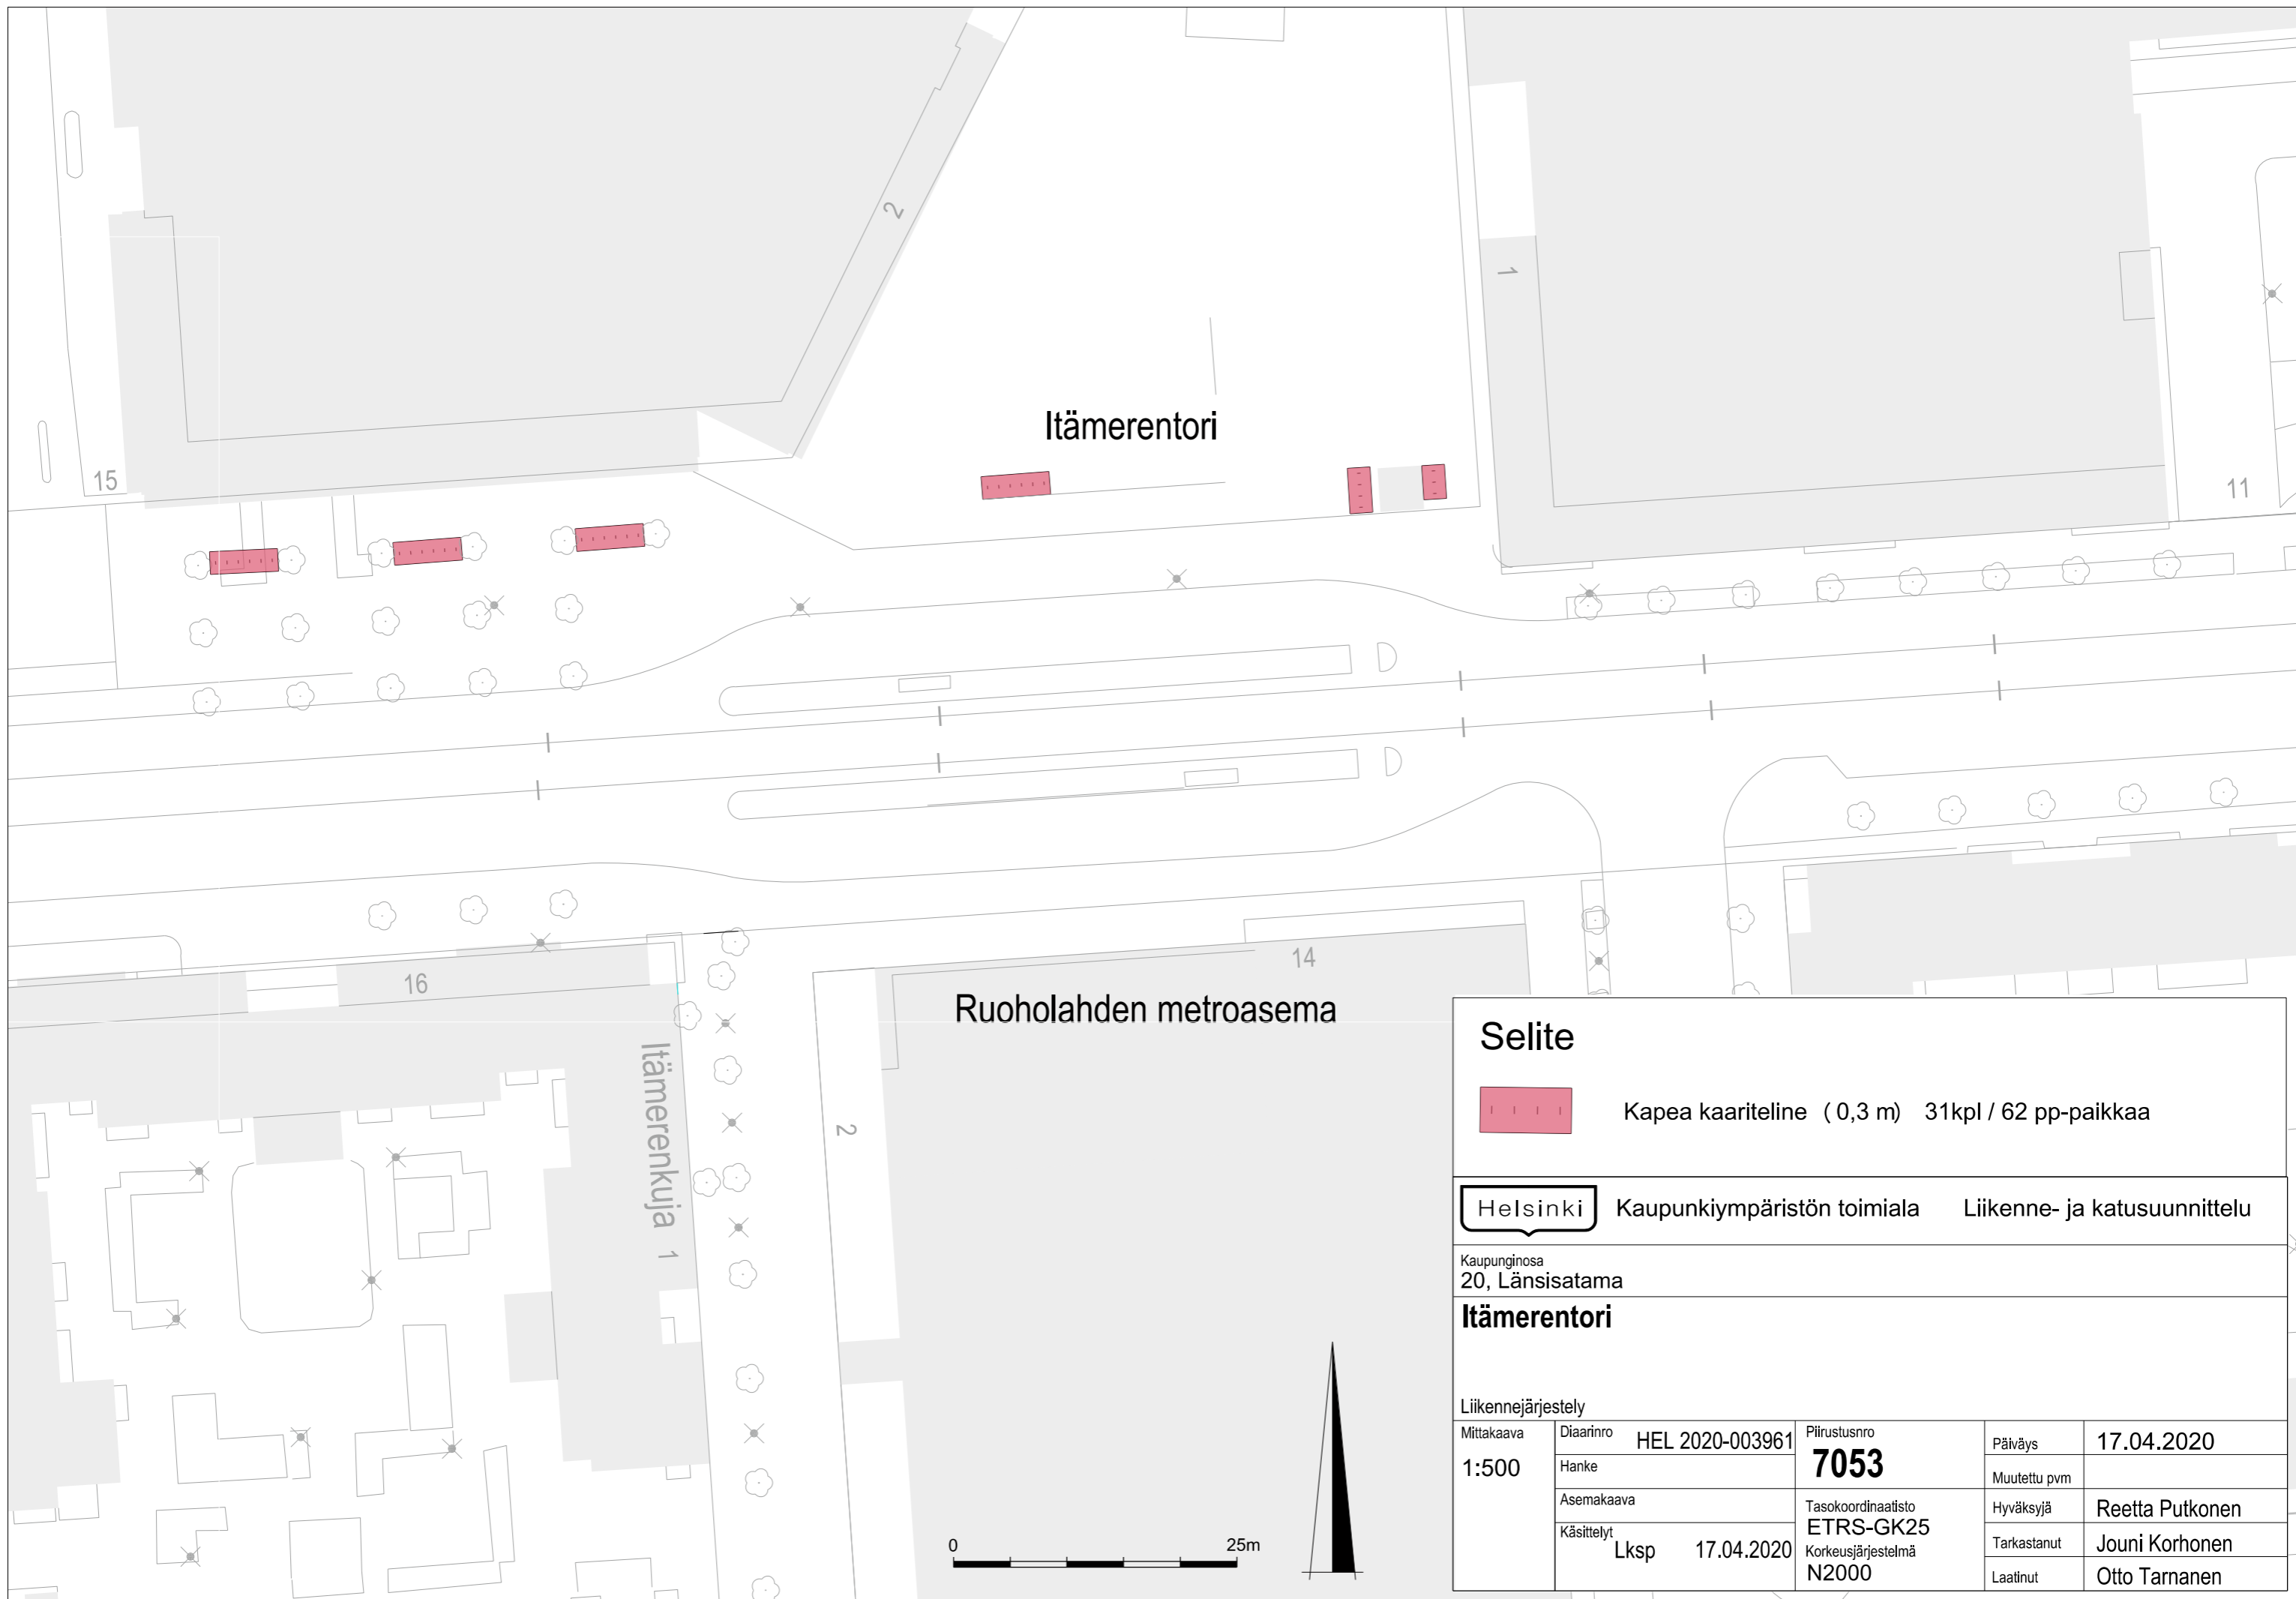 2
1
Itämerentori
15
11
16
14
Ruoholahden metroasema
Itämerenkuja 1
2
0 25m
Selite
Kapea kaariteline ( 0,3 m) 31kpl / 62 pp-paikkaa
Helsinki Kaupunkiympäristön toimiala Liikenne- ja katusuunnittelu
Kaupunginosa
20, Länsisatama
Itämerentori
Liikennejärjestely
Mittakaava
1:500
Diaarinro HEL 2020-003961
Hanke
Asemakaava
Käsittelyt
Lksp 17.04.2020
Piirustusnro
7053
Tasokoordinaatisto
ETRS-GK25
Korkeusjärjestelmä
N2000
Päiväys 17.04.2020
Muutettu pvm
Hyväksyjä Reetta Putkonen
Tarkastanut Jouni Korhonen
Laatinut Otto Tarnanen